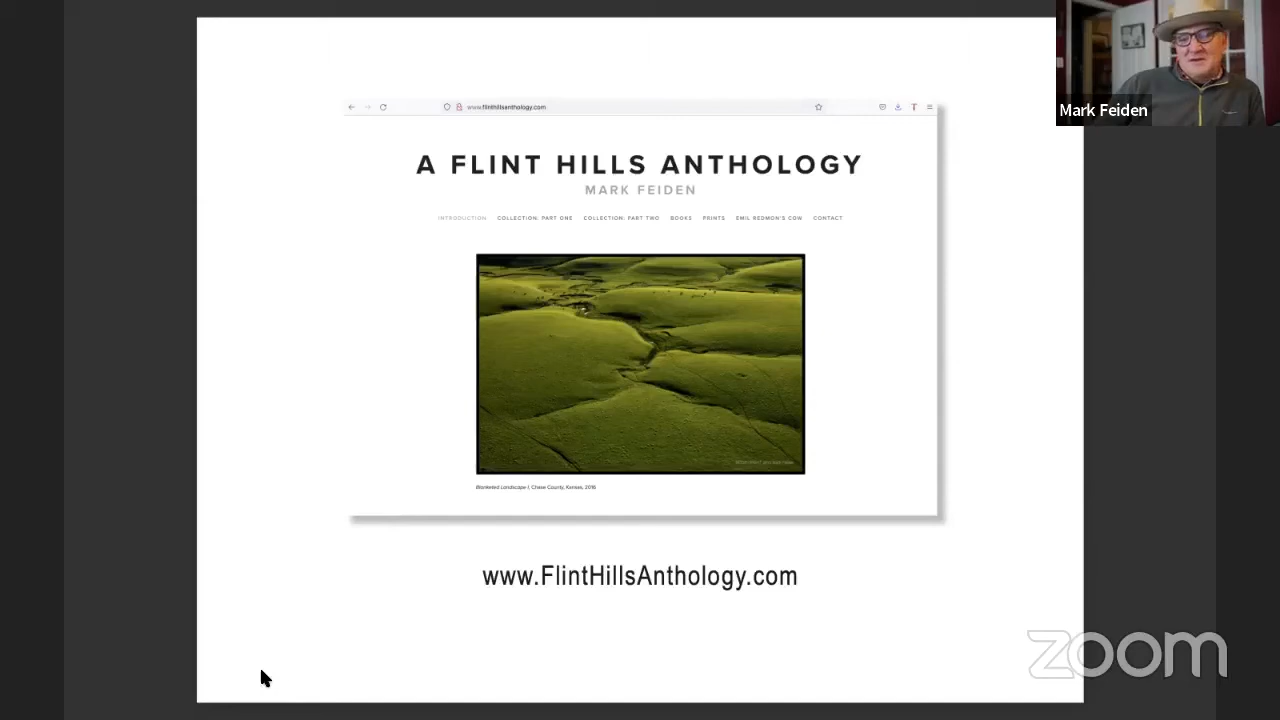 Mark Feiden
www.flinthillsanthology.com
A FLINT HILLS ANTHOLOGY
MARK FEIDEN
INTRODUCTION COLLECTION: PART ONE COLLECTION: PART TWO BOOKS PRINTS EMIL REDMON'S COW CONTACT
Blanketed Landscape-I, Chase County, Kansas, 2016
www.FlintHillsAnthology.com
zoom